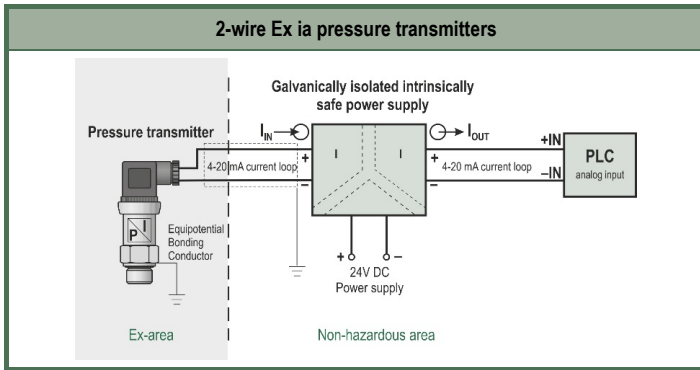 2-wire Ex ia pressure transmitters
Galvanically isolated intrinsically
safe power supply
Pressure transmitter
IIN
IOUT
+IN
PLC
analog input
–IN
4-20 mA current loop
+
–
I
I
+
–
4-20 mA current loop
P
I
Equipotential
Bonding
Conductor
+
–
24V DC
Power supply
Ex-area
Non-hazardous area